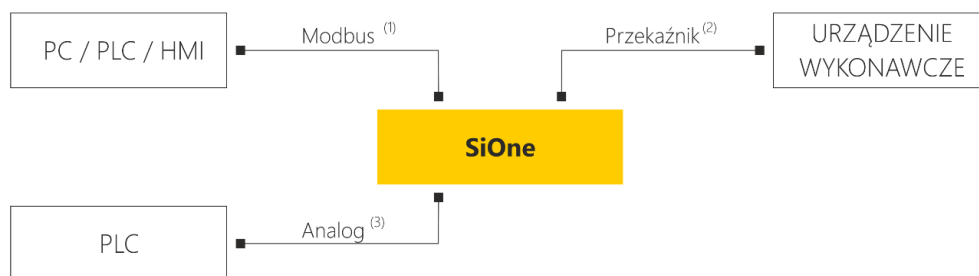 PC / PLC / HMI
Modbus (1)
Przekaźnik (2)
URZĄDZENIE
WYKONAWCZE
SiOne
PLC
Analog (3)